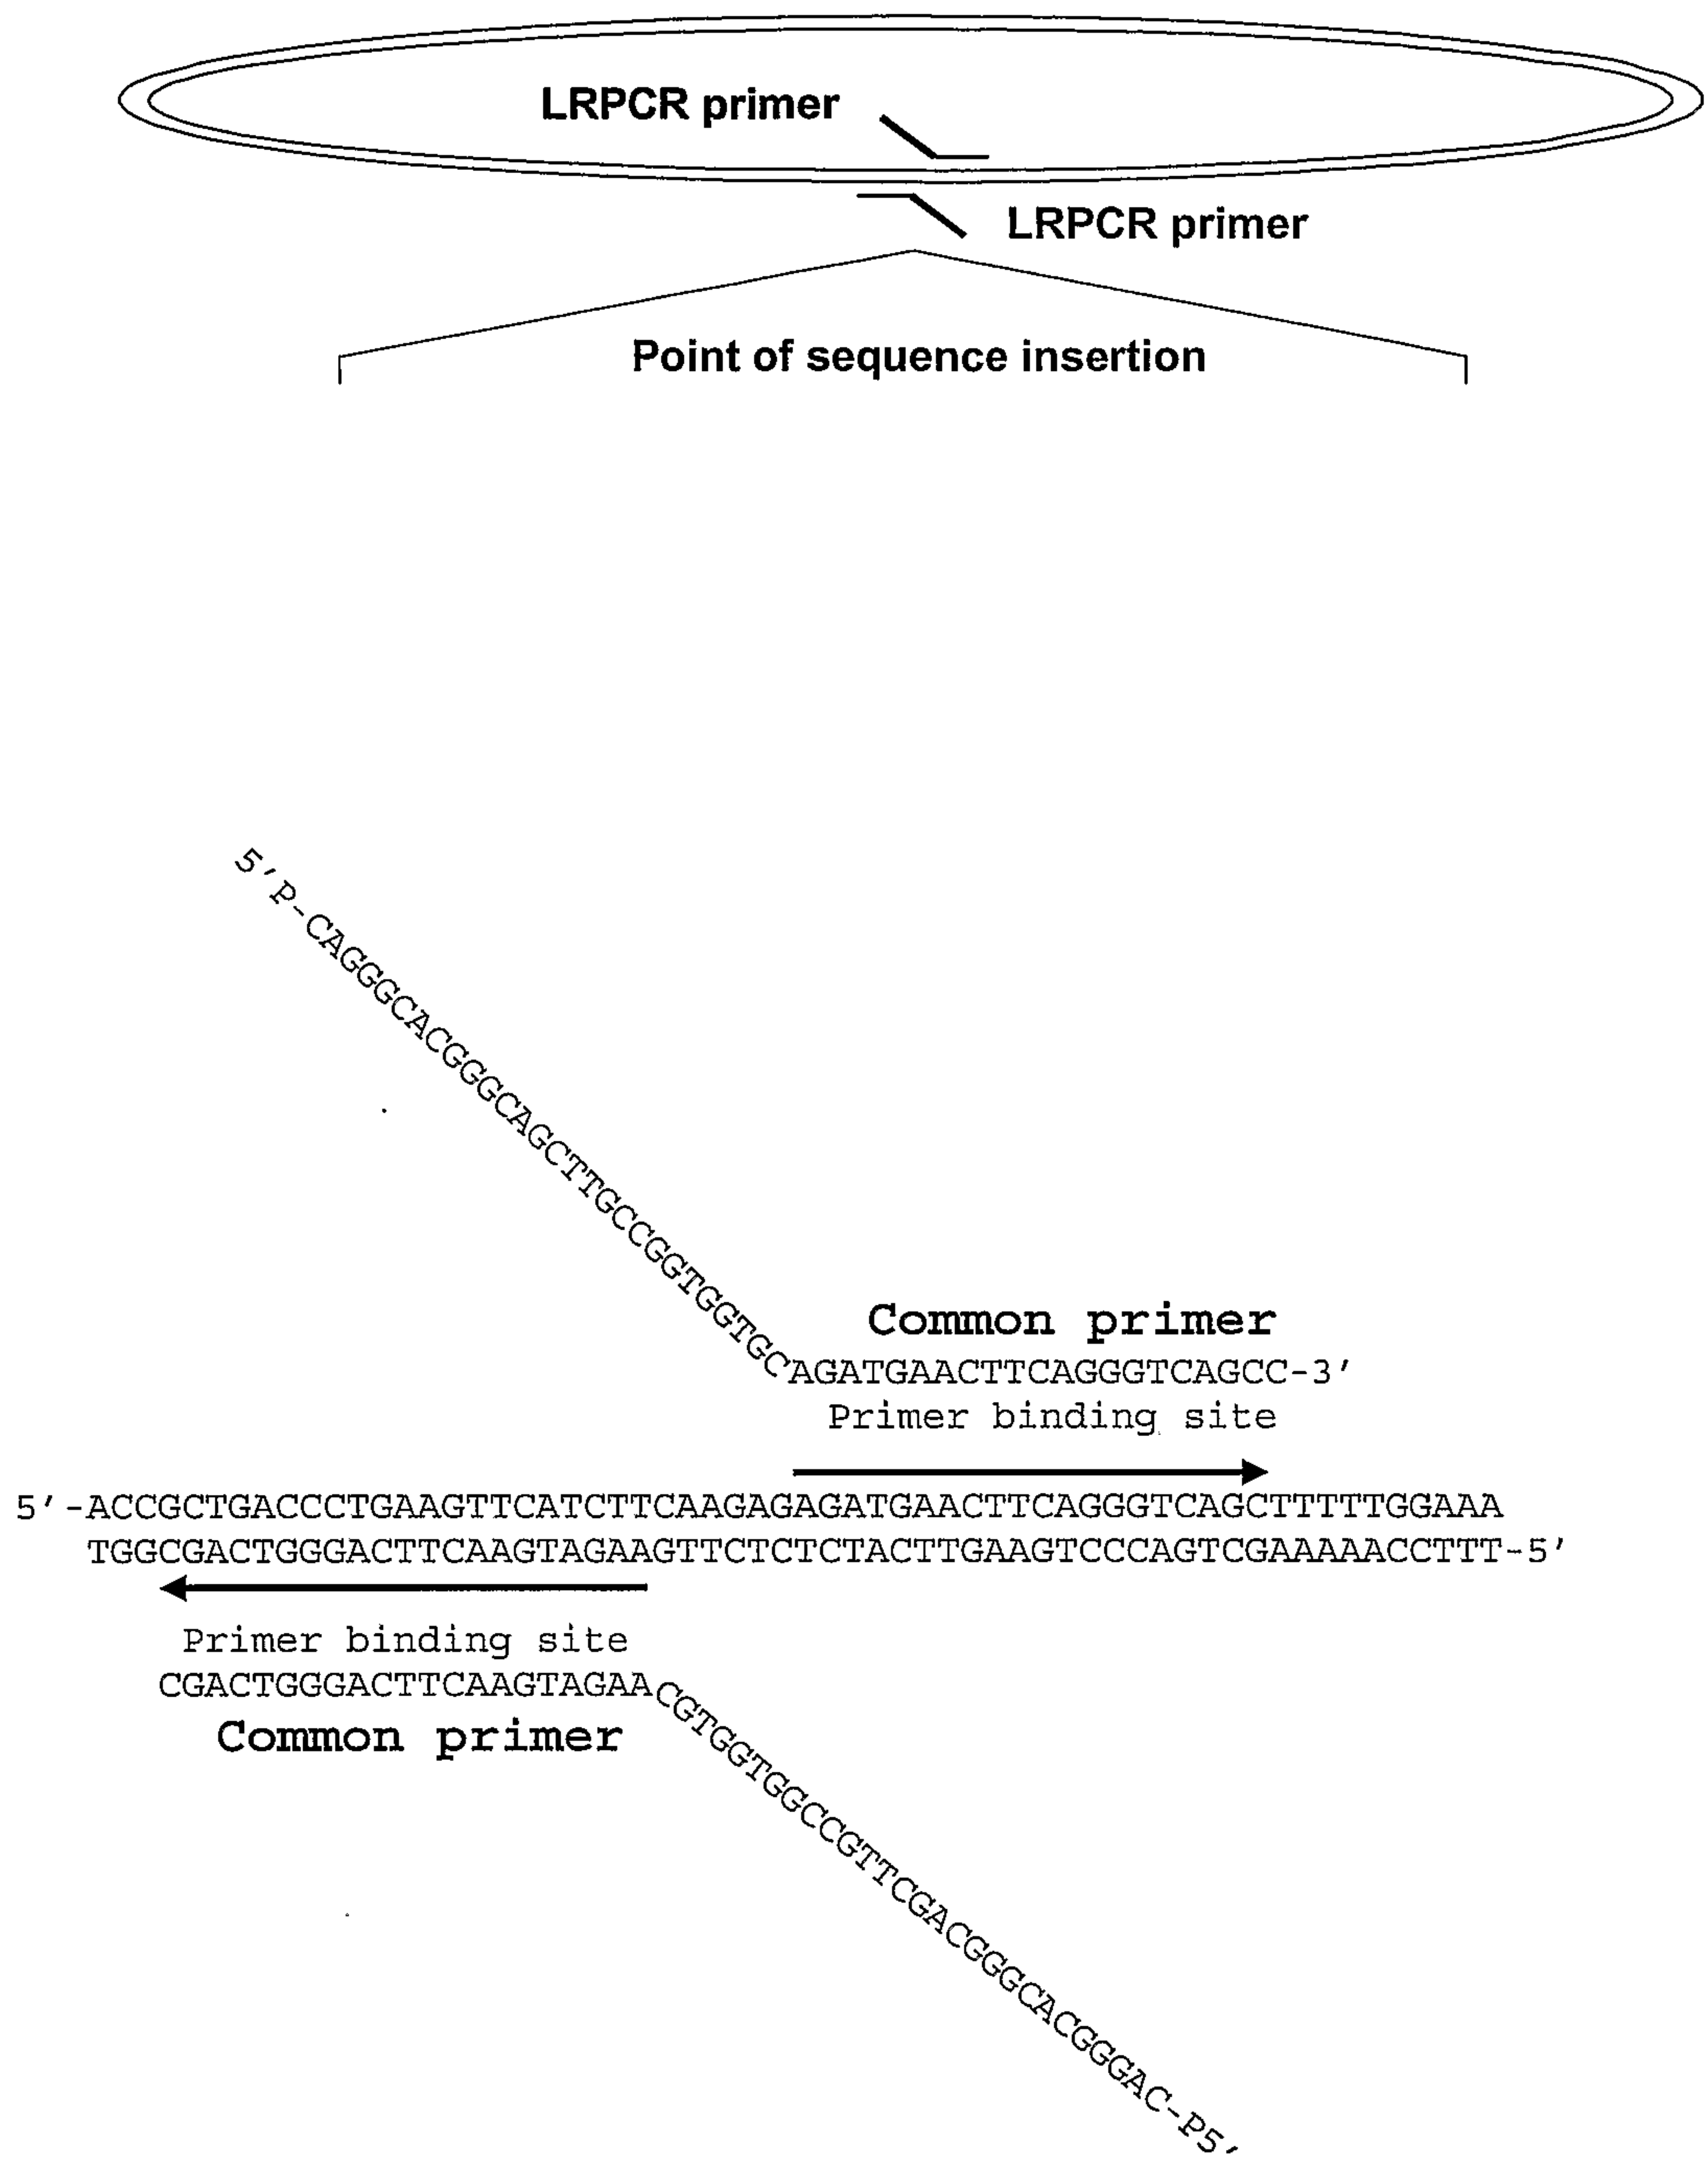 LRPCR primer
LRPCR primer
Point of sequence insertion
5'P-CAGGGCACGGGCAGCTTGCCGGTGGTGC
Common primer
AGATGAACTTCAGGGTCAGCC-3'
Primer binding site
5'-ACCGCTGACCCTGAAGTTCATCTTCAAGAGAGATGAACTTCAGGGTCAGCTTTTTGGAAA
TGGCGACTGGGACTTCAAGTAGAAGTTCTCTCTACTTGAAGTCCCAGTCGAAAAACCTTT-5'
Primer binding site
CGACTGGGACTTCAAGTAGAA
Common primer
CGTGGTGGCCGTTCGACGGGCACGGGAC-P5'